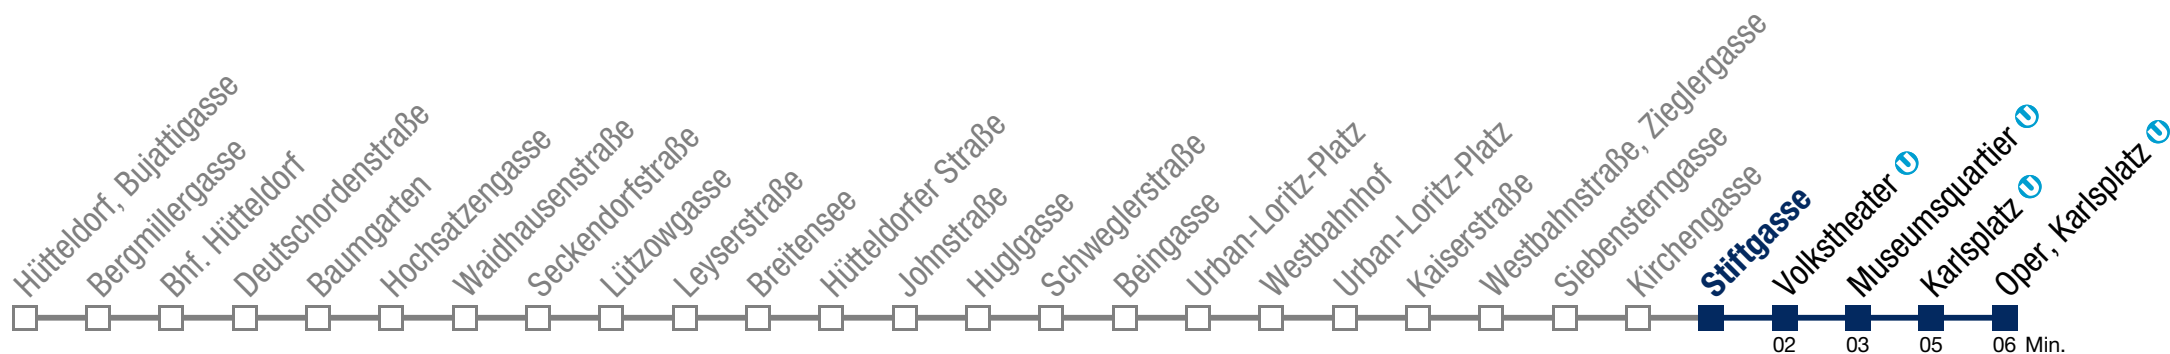 Hütteldorf, Bujattigasse
Bergmillergasse
Bhf. Hütteldorf
Deutschordenstraße
Baumgarten
Hochsatzengasse
Waidhausenstraße
Seckendorfstraße
Lützowgasse
Leyserstraße
Breitensee
Hütteldorfer Straße
Johnstraße
Huglgasse
Schweglerstraße
Beingasse
Urban-Loritz-Platz
Westbahnhof
Urban-Loritz-Platz
Kaiserstraße
Westbahnstraße, Zieglergasse
Siebensterngasse
Kirchengasse
Stiftgasse
Volkstheater U
Museumsquartier U
Karlsplatz U
Oper, Karlsplatz U
02 03 05 06 Min.